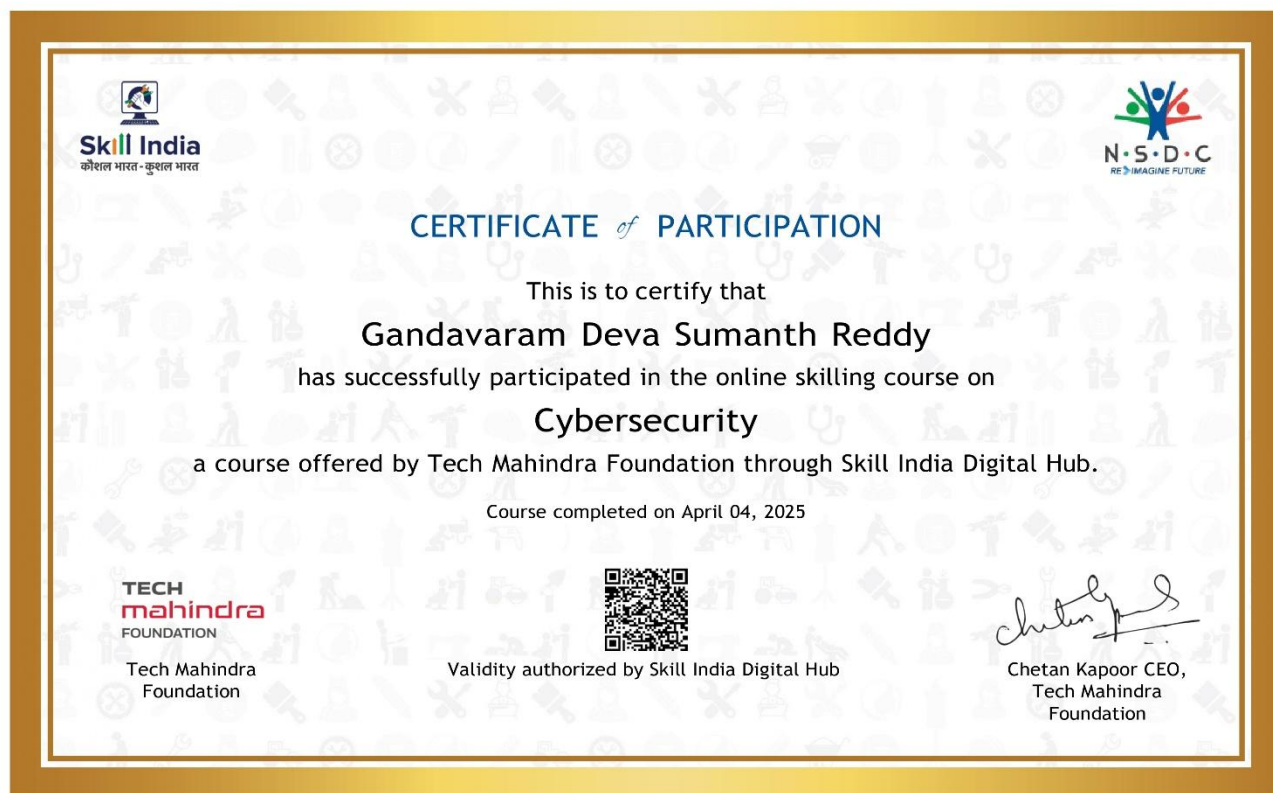 Skill India
कौशल भारत-कुशल भारत
N·S·D·C
RE IMAGINE FUTURE
CERTIFICATE of PARTICIPATION
This is to certify that
Gandavaram Deva Sumanth Reddy
has successfully participated in the online skilling course on
Cybersecurity
a course offered by Tech Mahindra Foundation through Skill India Digital Hub.
Course completed on April 04, 2025
TECH
mahindra
FOUNDATION
Tech Mahindra
Foundation
Validity authorized by Skill India Digital Hub
Chetan Kapoor CEO,
Tech Mahindra
Foundation